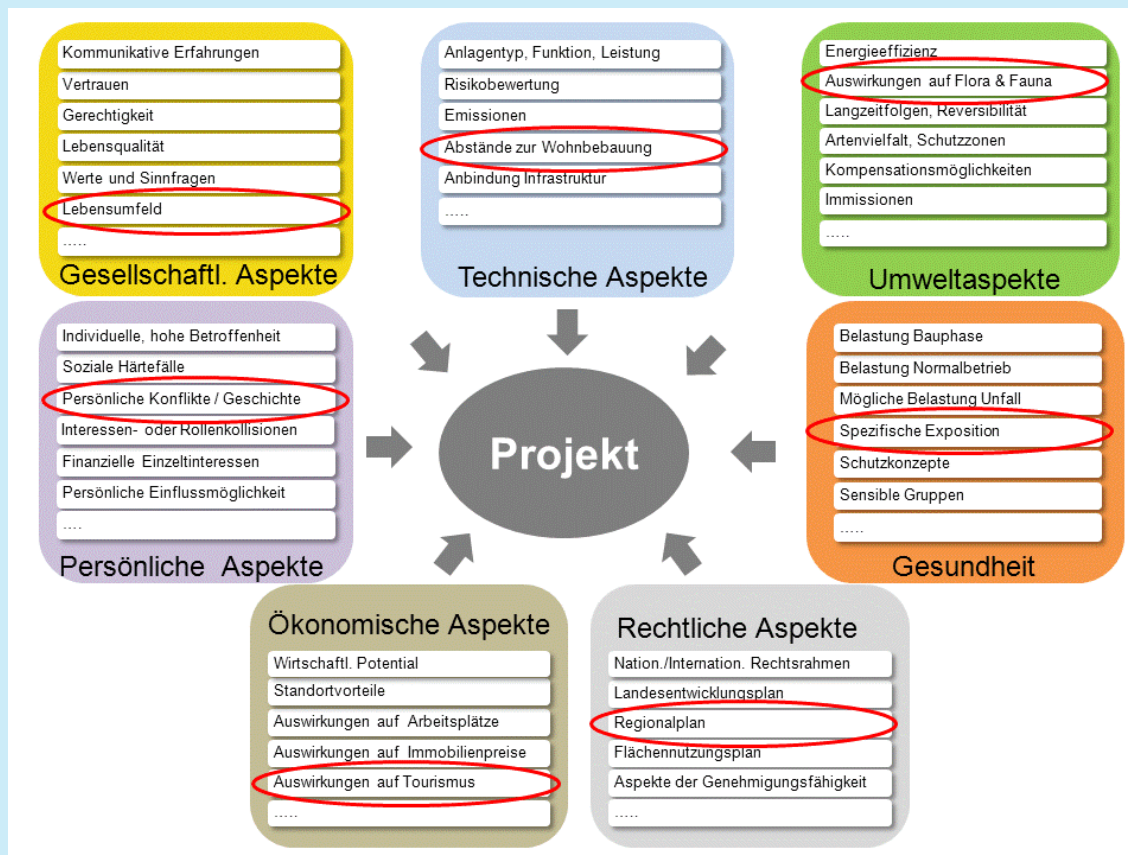 Kommunikative Erfahrungen
Vertrauen
Gerechtigkeit
Lebensqualität
Werte und Sinnfragen
Lebensumfeld
.....
Gesellschaftl. Aspekte
Anlagentyp, Funktion, Leistung
Risikobewertung
Emissionen
Abstände zur Wohnbebauung
Anbindung Infrastruktur
.....
Technische Aspekte
Energieeffizienz
Auswirkungen auf Flora & Fauna
Langzeitfolgen, Reversibilität
Artenvielfalt, Schutzzonen
Kompensationsmöglichkeiten
Immissionen
.....
Umweltaspekte
Individuelle, hohe Betroffenheit
Soziale Härtefälle
Persönliche Konflikte / Geschichte
Interessen- oder Rollenkollisionen
Finanzielle Einzeltinteressen
Persönliche Einflussmöglichkeit
....
Persönliche Aspekte
Projekt
Belastung Bauphase
Belastung Normalbetrieb
Mögliche Belastung Unfall
Spezifische Exposition
Schutzkonzepte
Sensible Gruppen
.....
Gesundheit
Ökonomische Aspekte
Wirtschaftl. Potential
Standortvorteile
Auswirkungen auf Arbeitsplätze
Auswirkungen auf Immobilienpreise
Auswirkungen auf Tourismus
.....
Rechtliche Aspekte
Nation./Internation. Rechtsrahmen
Landesentwicklungsplan
Regionalplan
Flächennutzungsplan
Aspekte der Genehmigungsfähigkeit
.....